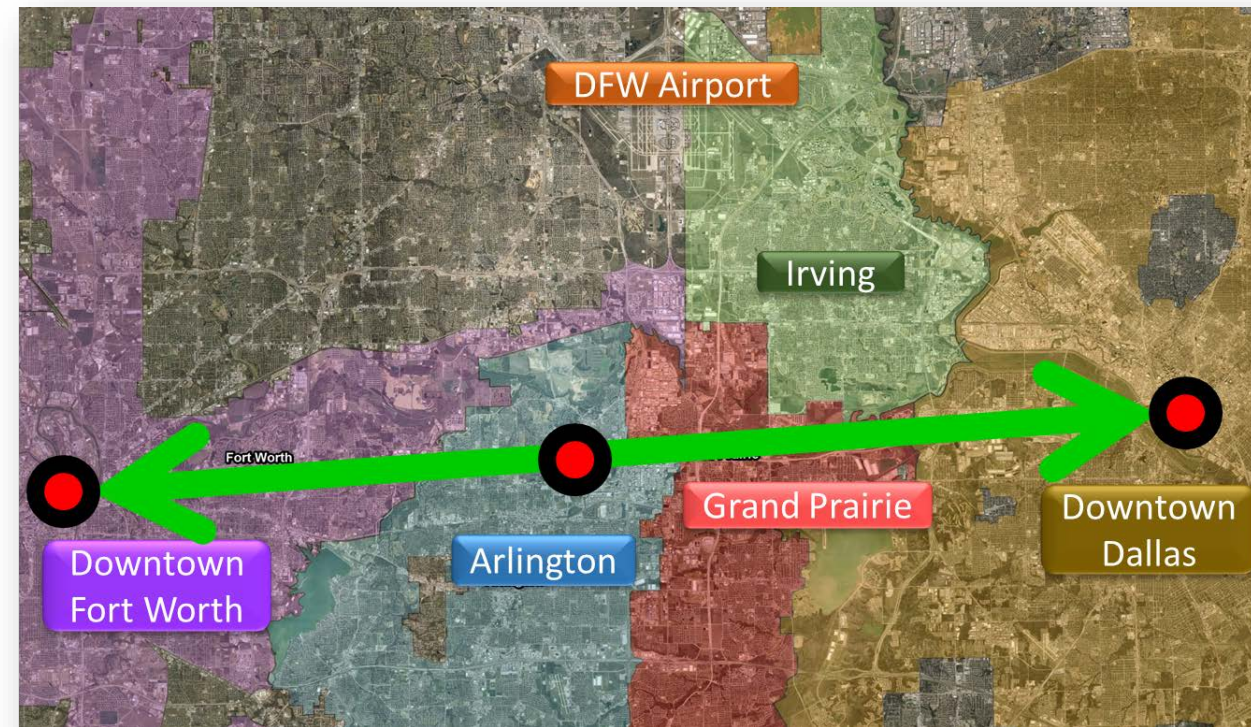 DFW Airport
Irving
Fort Worth
Grand Prairie
Downtown
Dallas
Arlington
Downtown
Fort Worth